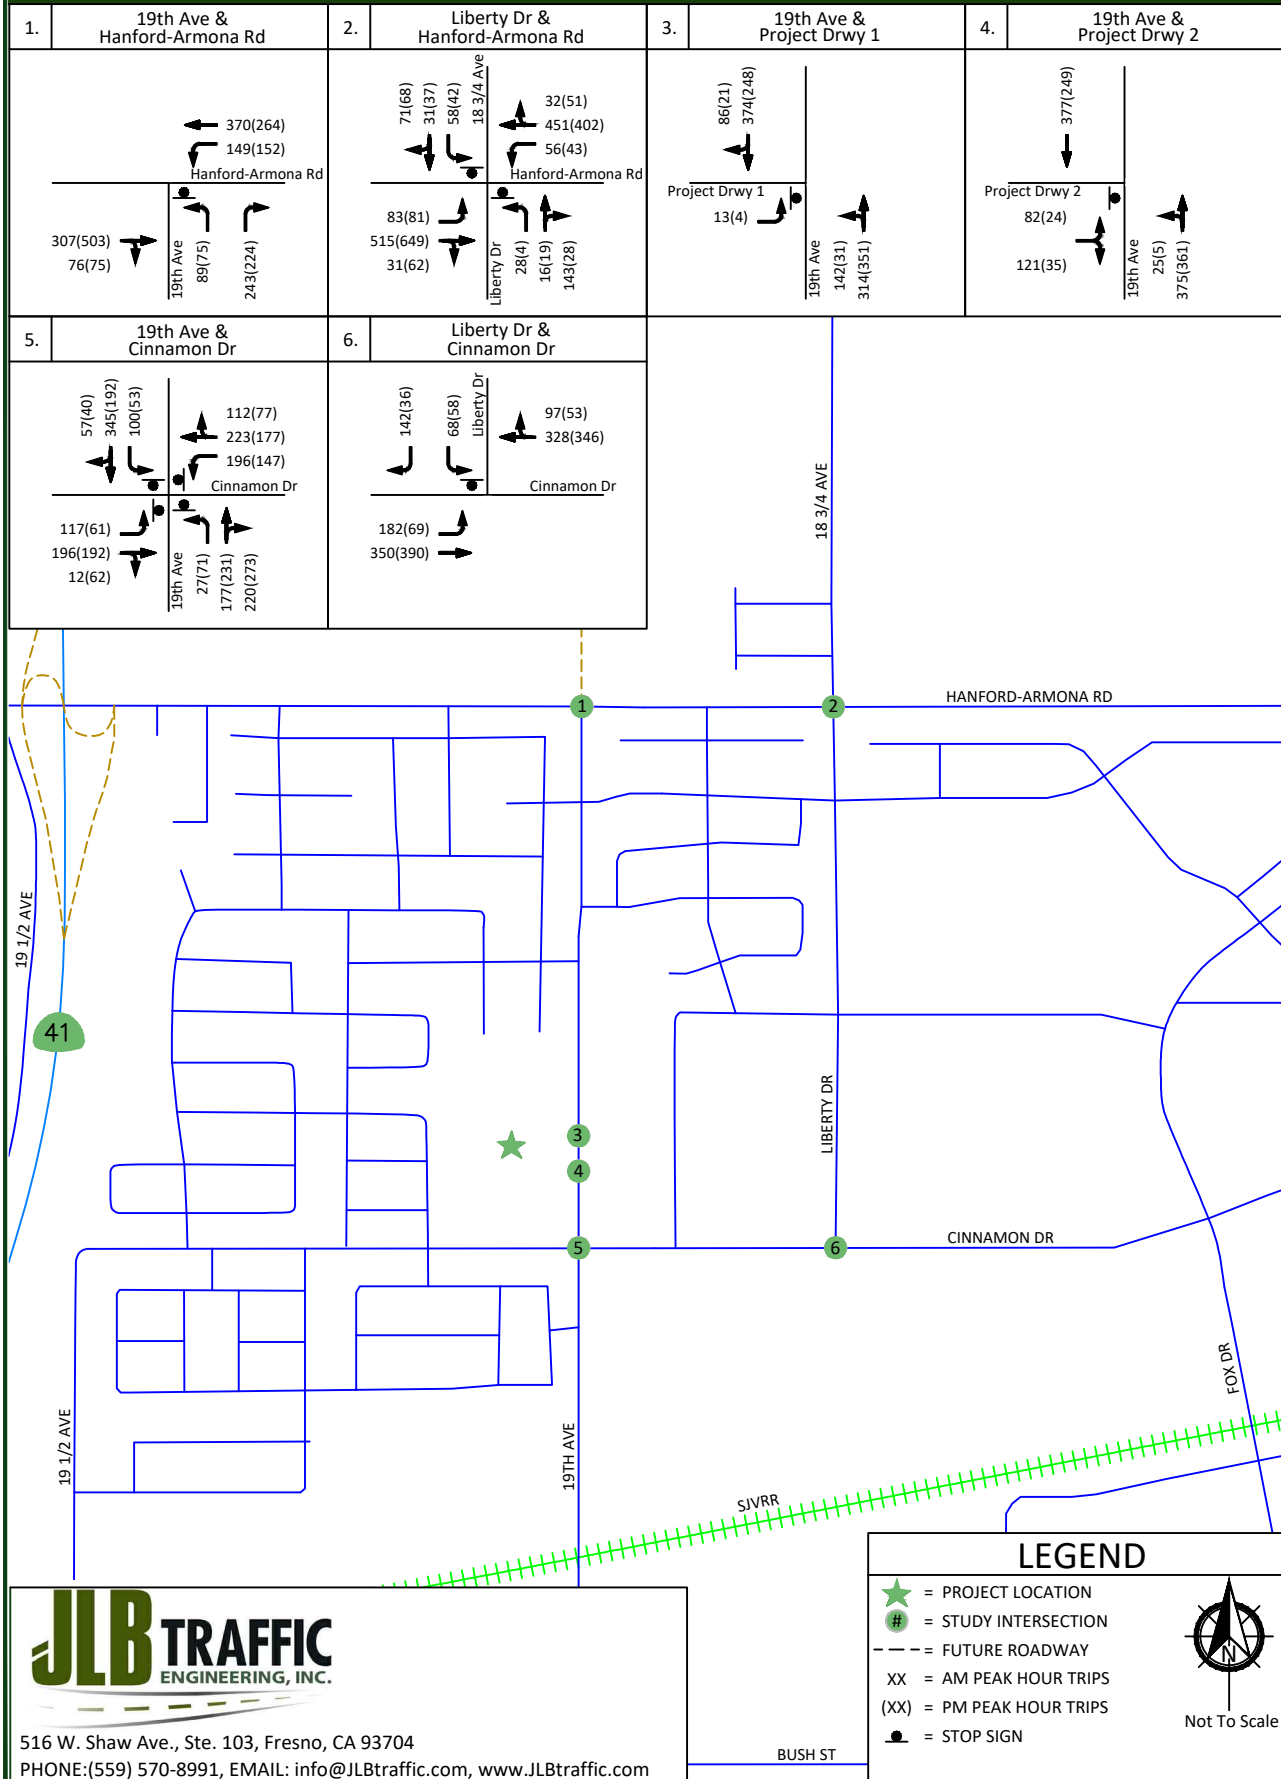 1.
19th Ave &
Hanford-Armona Rd
370(264)
149(152)
Hanford-Armona Rd
307(503)
76(75)
19th Ave
89(75)
243(224)
2.
Liberty Dr &
Hanford-Armona Rd
71(68)
31(37)
58(42)
18 3/4 Ave
32(51)
451(402)
56(43)
Hanford-Armona Rd
83(81)
515(649)
31(62)
Liberty Dr
28(4)
16(19)
143(28)
3.
19th Ave &
Project Drwy 1
86(21)
374(248)
Project Drwy 1
13(4)
19th Ave
142(31)
314(351)
4.
19th Ave &
Project Drwy 2
377(249)
Project Drwy 2
82(24)
121(35)
19th Ave
25(5)
375(361)
5.
19th Ave &
Cinnamon Dr
57(40)
345(192)
100(53)
112(77)
223(177)
196(147)
Cinnamon Dr
117(61)
196(192)
12(62)
19th Ave
27(71)
177(231)
220(273)
6.
Liberty Dr &
Cinnamon Dr
142(36)
68(58)
Liberty Dr
97(53)
328(346)
Cinnamon Dr
182(69)
350(390)
18 3/4 AVE
HANFORD-ARMONA RD
1
2
19 1/2 AVE
41
3
4
LIBERTY DR
5
6
CINNAMON DR
FOX DR
19 1/2 AVE
19TH AVE
SJVRR
BUSH ST
LEGEND
= PROJECT LOCATION
# = STUDY INTERSECTION
= FUTURE ROADWAY
XX = AM PEAK HOUR TRIPS
(XX) = PM PEAK HOUR TRIPS
= STOP SIGN
N
Not To Scale
JLB TRAFFIC
ENGINEERING, INC.
516 W. Shaw Ave., Ste. 103, Fresno, CA 93704
PHONE:(559) 570-8991, EMAIL: info@JLBtraffic.com, www.JLBtraffic.com